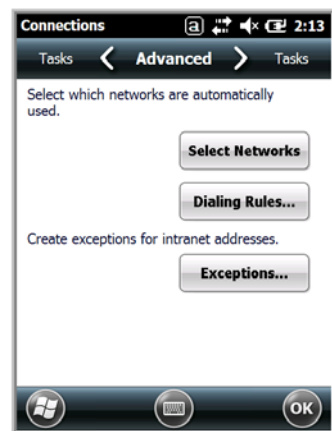 Connections a 2:13
Tasks Advanced Tasks
Select which networks are automatically
used.
Select Networks
Dialing Rules...
Create exceptions for intranet addresses.
Exceptions...
OK